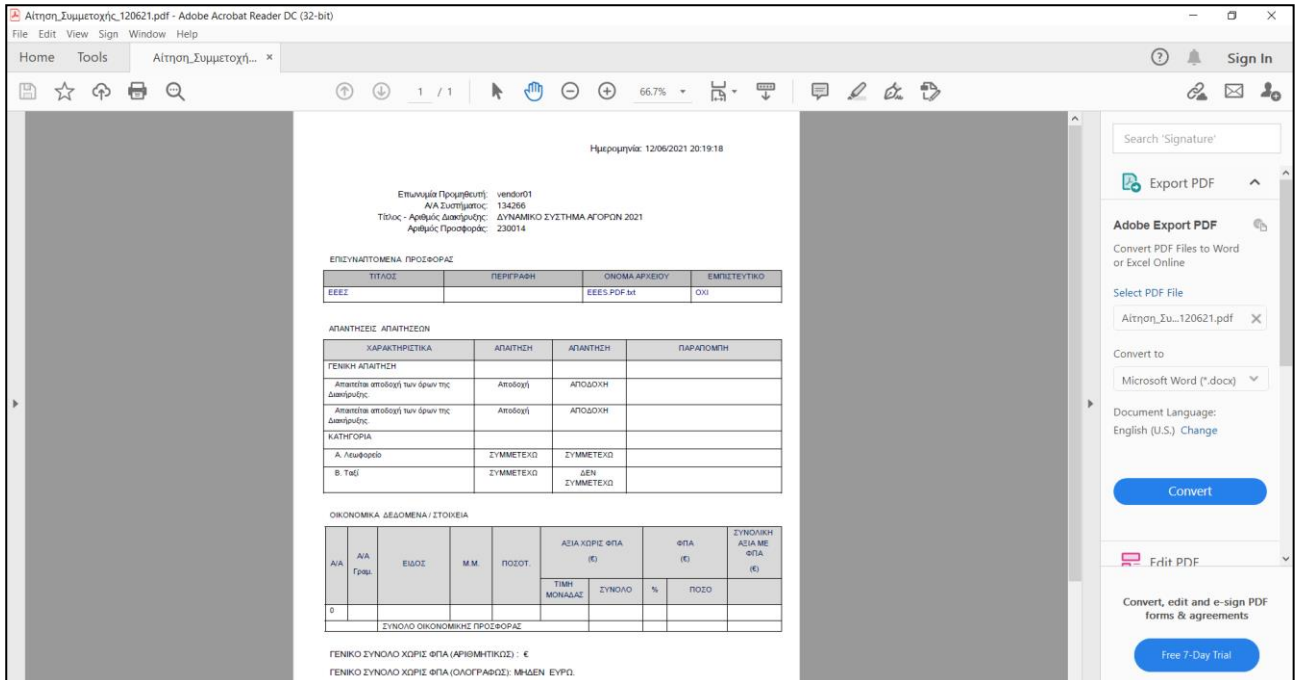 Αίτηση_Συμμετοχής_120621.pdf - Adobe Acrobat Reader DC (32-bit)
File Edit View Sign Window Help
Home Tools Αίτηση_Συμμετοχή... × Sign In
1 / 1 66.7%
Search 'Signature'
Export PDF
Adobe Export PDF
Convert PDF Files to Word
or Excel Online
Select PDF File
Αίτηση_Συ...120621.pdf
Convert to
Microsoft Word (*.docx)
Document Language:
English (U.S.) Change
Convert
Edit PDF
Convert, edit and e-sign PDF
forms & agreements
Free 7-Day Trial
Ημερομηνία: 12/06/2021 20:19:18
Επωνυμία Προμηθευτή: vendor01
Α/Α Συστήματος: 134266
Τίτλος - Αριθμός Διακήρυξης: ΔΥΝΑΜΙΚΟ ΣΥΣΤΗΜΑ ΑΓΟΡΩΝ 2021
Αριθμός Προσφοράς: 230014
ΕΠΙΣΥΝΑΠΤΟΜΕΝΑ ΠΡΟΣΦΟΡΑΣ
ΤΙΤΛΟΣ ΠΕΡΙΓΡΑΦΗ ΟΝΟΜΑ ΑΡΧΕΙΟΥ ΕΜΠΙΣΤΕΥΤΙΚΟ
ΕΕΕΣ EEES.PDF.txt ΟΧΙ
ΑΠΑΝΤΗΣΕΙΣ ΑΠΑΙΤΗΣΕΩΝ
ΧΑΡΑΚΤΗΡΙΣΤΙΚΑ ΑΠΑΙΤΗΣΗ ΑΠΑΝΤΗΣΗ ΠΑΡΑΠΟΜΠΗ
ΓΕΝΙΚΗ ΑΠΑΙΤΗΣΗ
Απαιτείται αποδοχή των όρων της Αποδοχή ΑΠΟΔΟΧΗ
Διακήρυξης.
Απαιτείται αποδοχή των όρων της Αποδοχή ΑΠΟΔΟΧΗ
Διακήρυξης.
ΚΑΤΗΓΟΡΙΑ
Α. Λεωφορείο ΣΥΜΜΕΤΕΧΩ ΣΥΜΜΕΤΕΧΩ
Β. Ταξί ΣΥΜΜΕΤΕΧΩ ΔΕΝ
ΣΥΜΜΕΤΕΧΩ
ΟΙΚΟΝΟΜΙΚΑ ΔΕΔΟΜΕΝΑ / ΣΤΟΙΧΕΙΑ
Α/Α Α/Α Γραμ. ΕΙΔΟΣ Μ.Μ. ΠΟΣΟΤ. ΑΞΙΑ ΧΩΡΙΣ ΦΠΑ (€) ΦΠΑ (€) ΣΥΝΟΛΙΚΗ ΑΞΙΑ ΜΕ ΦΠΑ (€)
ΤΙΜΗ ΜΟΝΑΔΑΣ ΣΥΝΟΛΟ % ΠΟΣΟ
0
ΣΥΝΟΛΟ ΟΙΚΟΝΟΜΙΚΗΣ ΠΡΟΣΦΟΡΑΣ
ΓΕΝΙΚΟ ΣΥΝΟΛΟ ΧΩΡΙΣ ΦΠΑ (ΑΡΙΘΜΗΤΙΚΩΣ) : €
ΓΕΝΙΚΟ ΣΥΝΟΛΟ ΧΩΡΙΣ ΦΠΑ (ΟΛΟΓΡΑΦΩΣ): ΜΗΔΕΝ ΕΥΡΩ.